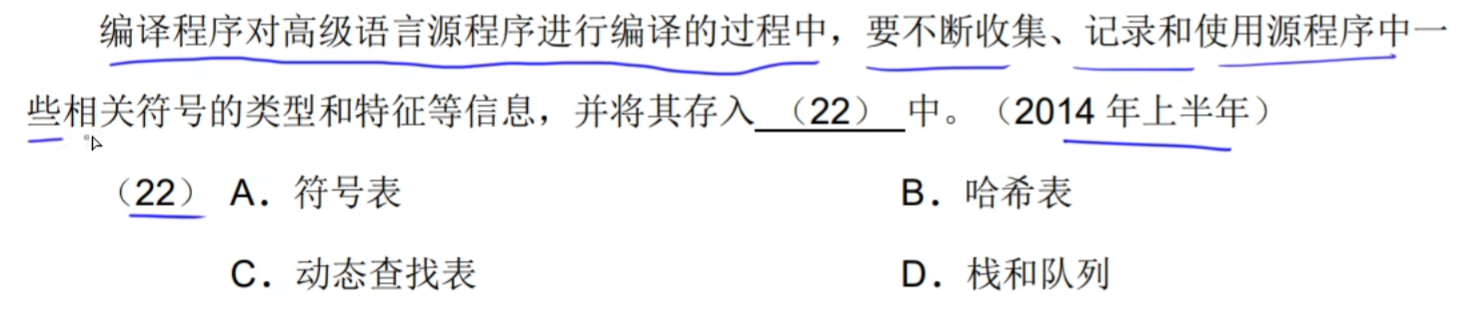 编译程序对高级语言源程序进行编译的过程中，要不断收集、记录和使用源程序中一
些相关符号的类型和特征等信息，并将其存入 （22） 中。（2014 年上半年）
（22） A．符号表 B．哈希表
C．动态查找表 D．栈和队列